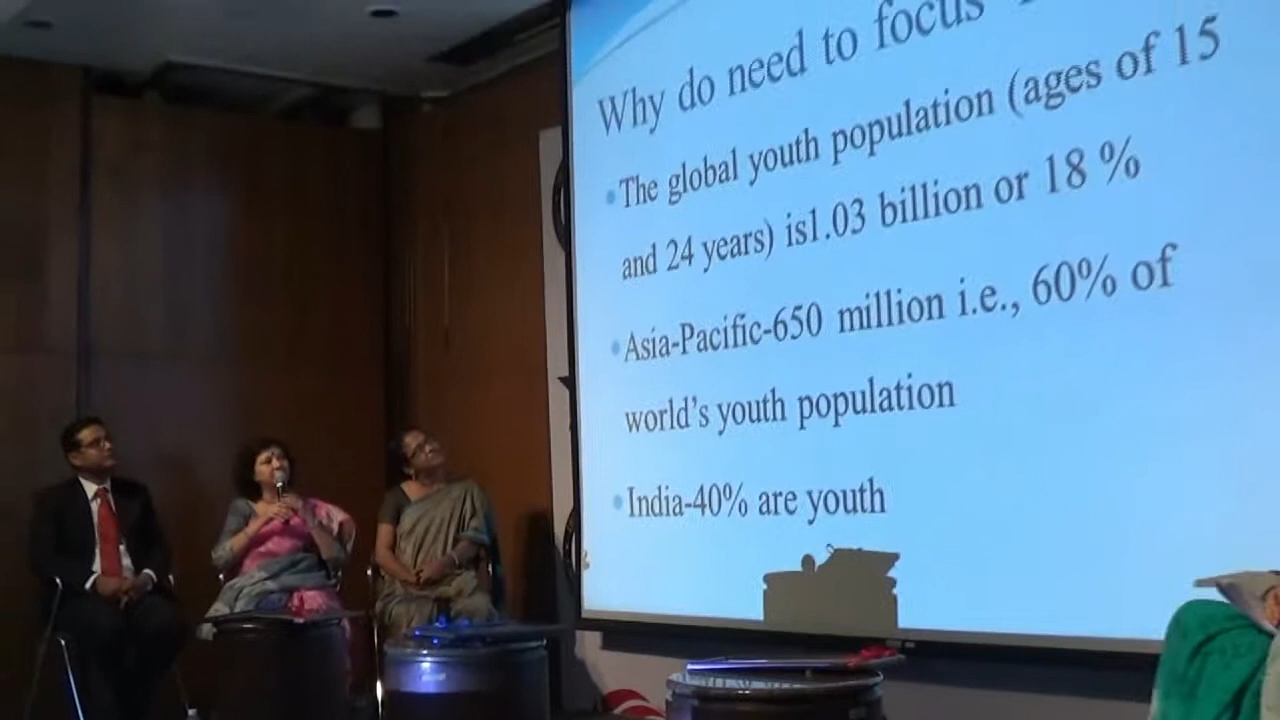 Why do need to focus
•The global youth population (ages of 15
and 24 years) is1.03 billion or 18 %
•Asia-Pacific-650 million i.e., 60% of
world's youth population
•India-40% are youth